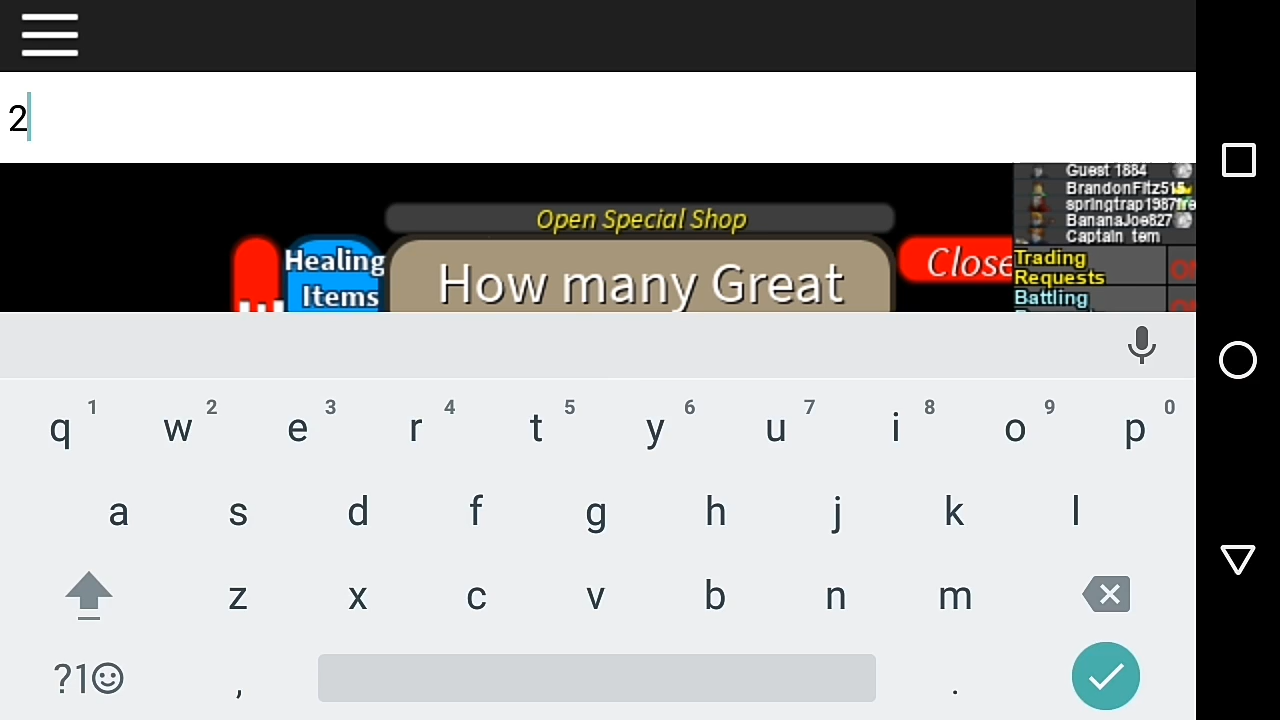 2
Guest 1884
BrandonFitz515
springtrap1987fre
BananaJoe827
Captain tem
Open Special Shop
Healing
Items
How many Great
Close
Trading
Requests
Battling
q 1 w 2 e 3 r 4 t 5 y 6 u 7 i 8 o 9 p 0
a s d f g h j k l
z x c v b n m
?1☺ , .